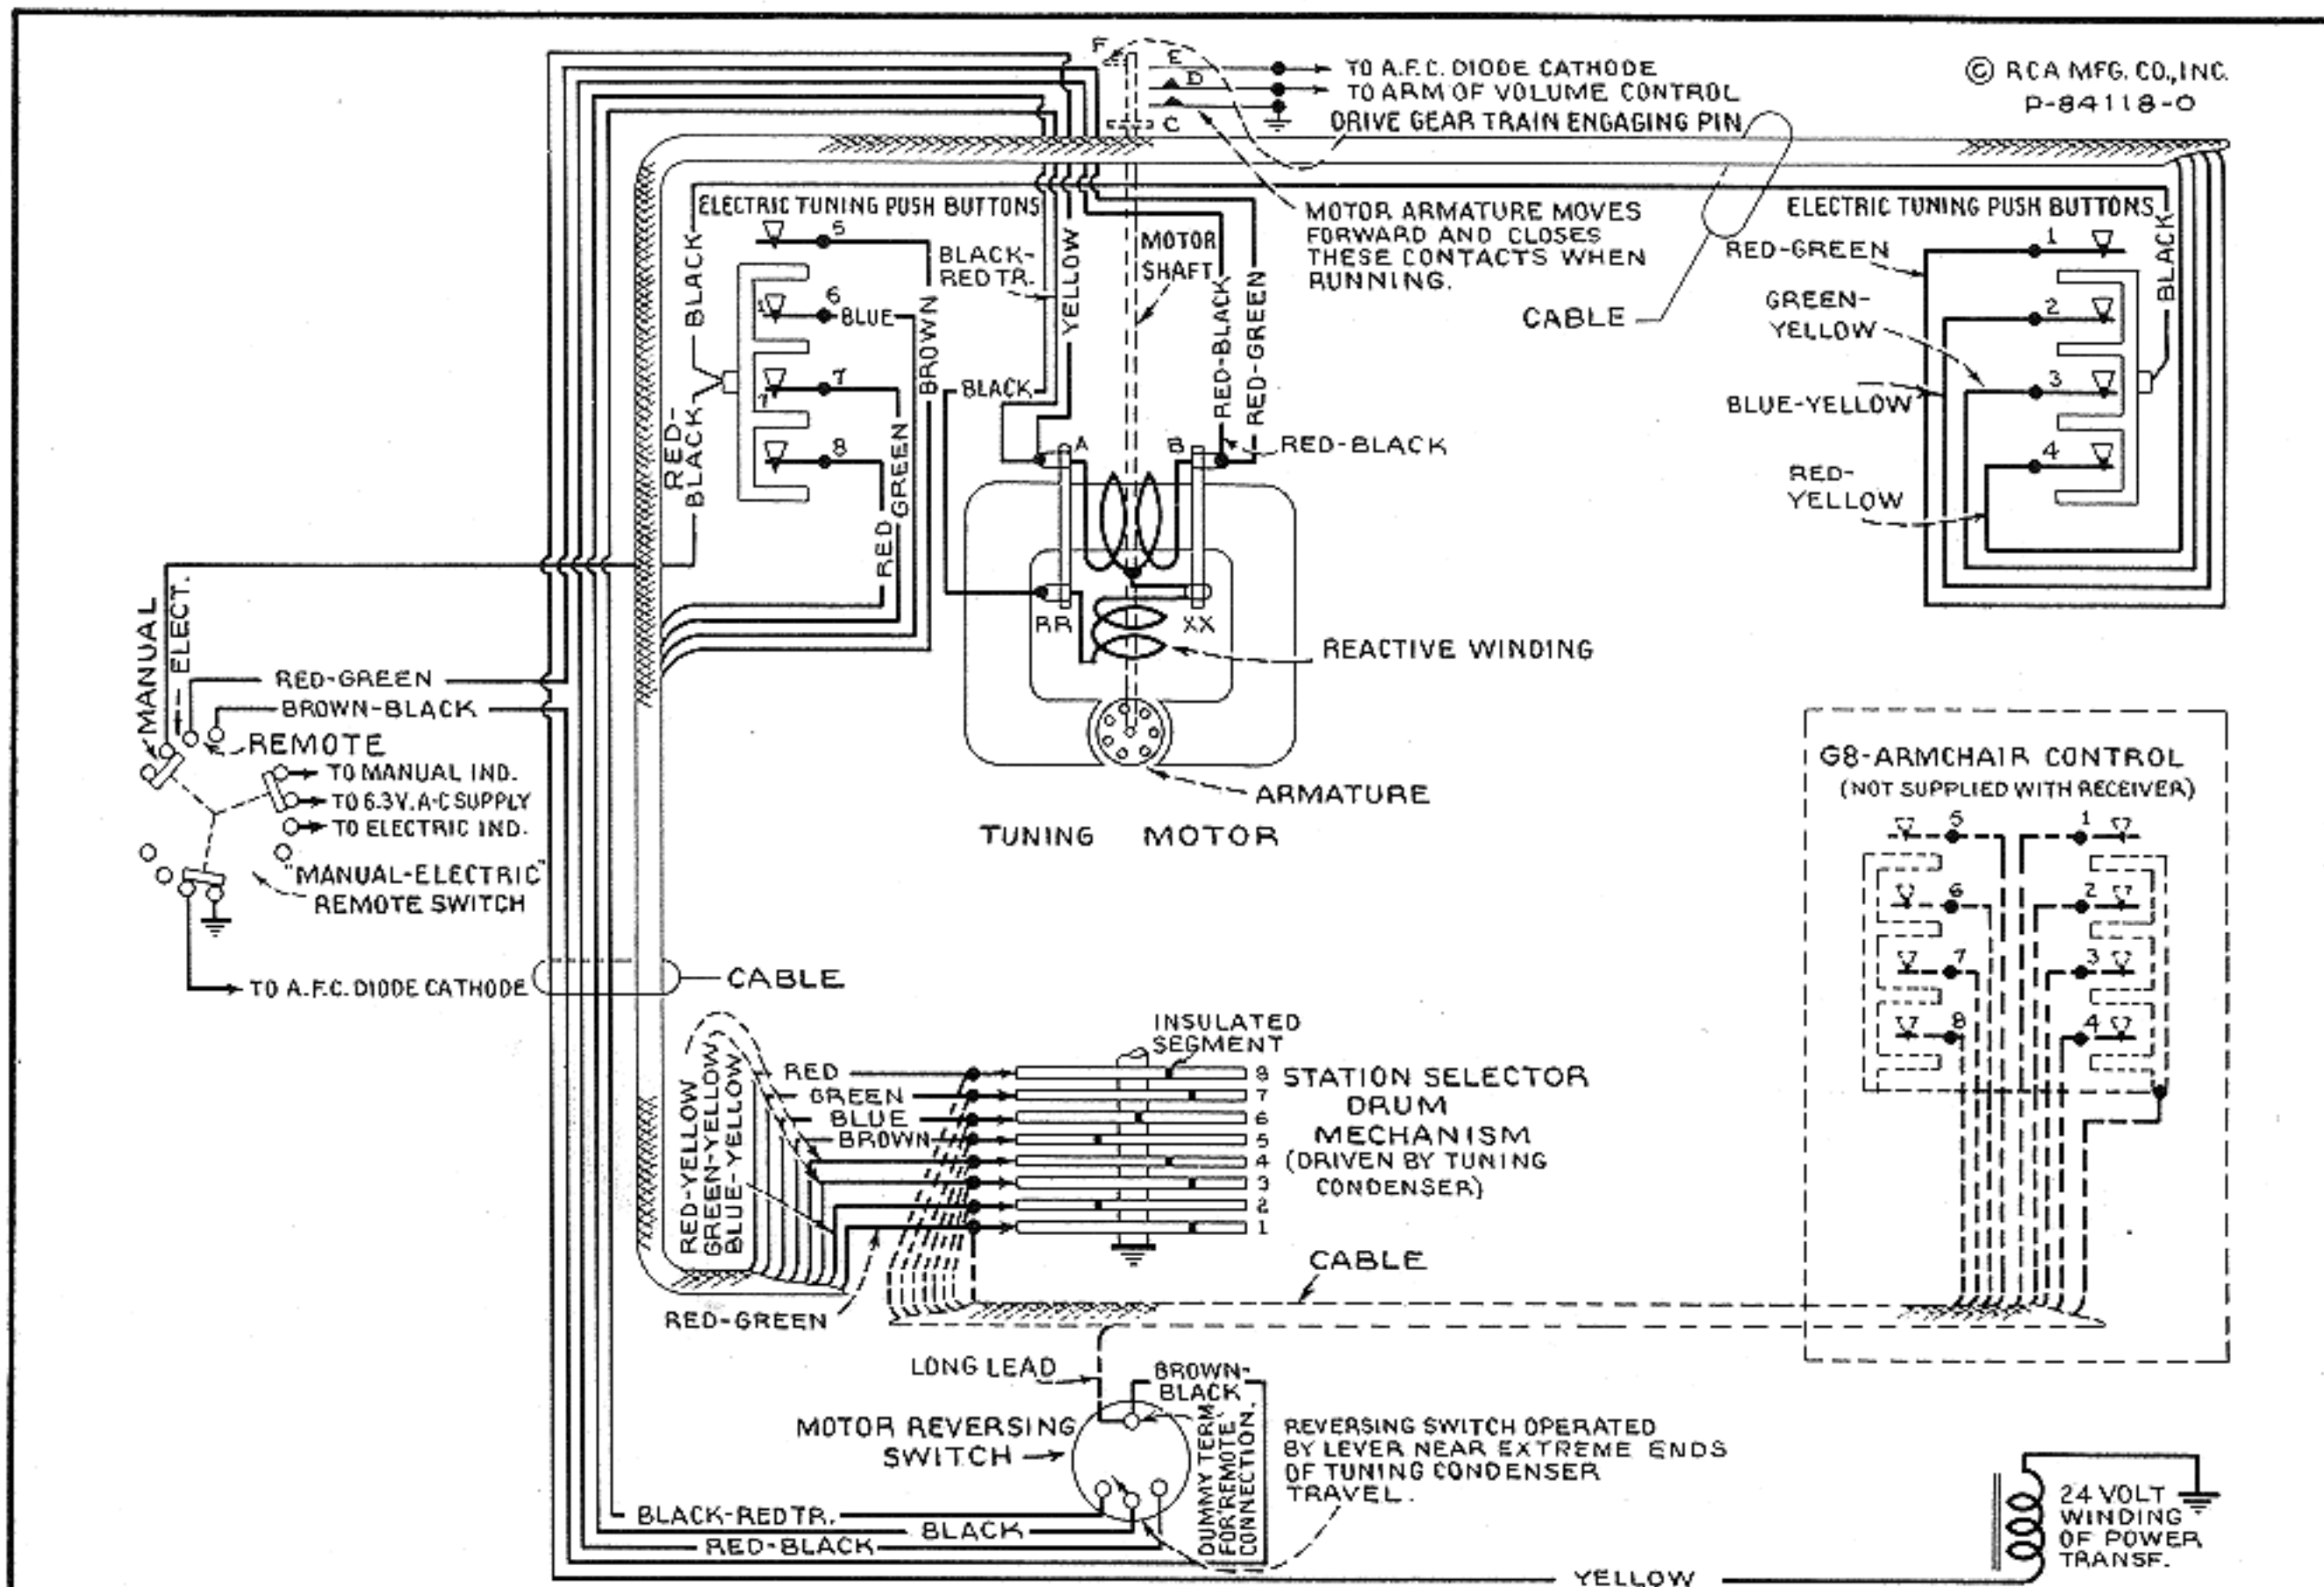 F
E
TO A.F.C. DIODE CATHODE
D
TO ARM OF VOLUME CONTROL
C
DRIVE GEAR TRAIN ENGAGING PIN
© RCA MFG. CO., INC.
P-84118-0
ELECTRIC TUNING PUSH BUTTONS
5
6
BLUE
7
8
BLACK
RED-
BLACK
BROWN
GREEN
RED
BLACK-
RED TR.
YELLOW
BLACK
MOTOR
SHAFT
RED-BLACK
RED-GREEN
MOTOR ARMATURE MOVES
FORWARD AND CLOSES
THESE CONTACTS WHEN
RUNNING.
CABLE
ELECTRIC TUNING PUSH BUTTONS
RED-GREEN
1
GREEN-
YELLOW
2
BLUE-YELLOW
3
RED-
YELLOW
4
BLACK
A
B
RED-BLACK
RR
XX
REACTIVE WINDING
ARMATURE
TUNING MOTOR
MANUAL
ELECT.
RED-GREEN
BROWN-BLACK
REMOTE
TO MANUAL IND.
TO 6.3V. A-C SUPPLY
TO ELECTRIC IND.
"MANUAL-ELECTRIC"
REMOTE SWITCH
TO A.F.C. DIODE CATHODE
CABLE
G8-ARMCHAIR CONTROL
(NOT SUPPLIED WITH RECEIVER)
5
1
6
2
7
3
8
4
INSULATED
SEGMENT
RED
GREEN
BLUE
BROWN
RED-YELLOW
GREEN-YELLOW
BLUE-YELLOW
8
7
6
5
4
3
2
1
STATION SELECTOR
DRUM
MECHANISM
(DRIVEN BY TUNING
CONDENSER)
CABLE
RED-GREEN
LONG LEAD
BROWN-
BLACK
MOTOR REVERSING
SWITCH
DUMMY TERM.
FOR "REMOTE"
CONNECTION.
REVERSING SWITCH OPERATED
BY LEVER NEAR EXTREME ENDS
OF TUNING CONDENSER
TRAVEL.
BLACK-RED TR.
BLACK
RED-BLACK
YELLOW
24 VOLT
WINDING
OF POWER
TRANSF.